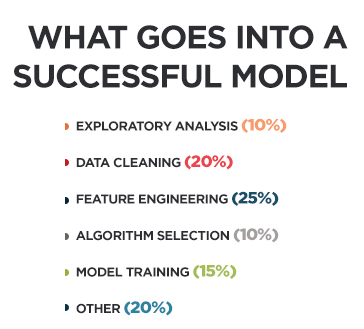 WHAT GOES INTO A
SUCCESSFUL MODEL
EXPLORATORY ANALYSIS (10%)
DATA CLEANING (20%)
FEATURE ENGINEERING (25%)
ALGORITHM SELECTION (10%)
MODEL TRAINING (15%)
OTHER (20%)